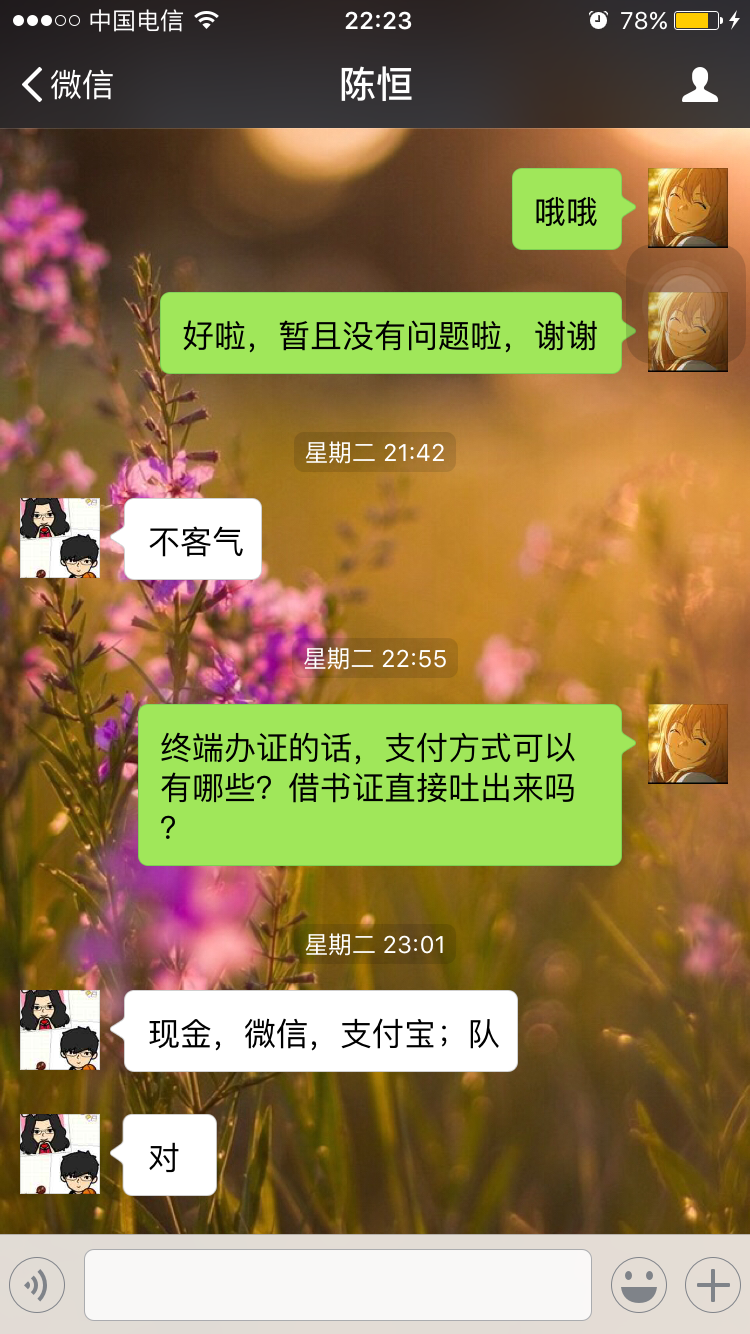 中国电信
22:23
78%
微信
陈恒
哦哦
好啦，暂且没有问题啦，谢谢
星期二 21:42
不客气
星期二 22:55
终端办证的话，支付方式可以
有哪些？借书证直接吐出来吗
？
星期二 23:01
现金，微信，支付宝；队
对